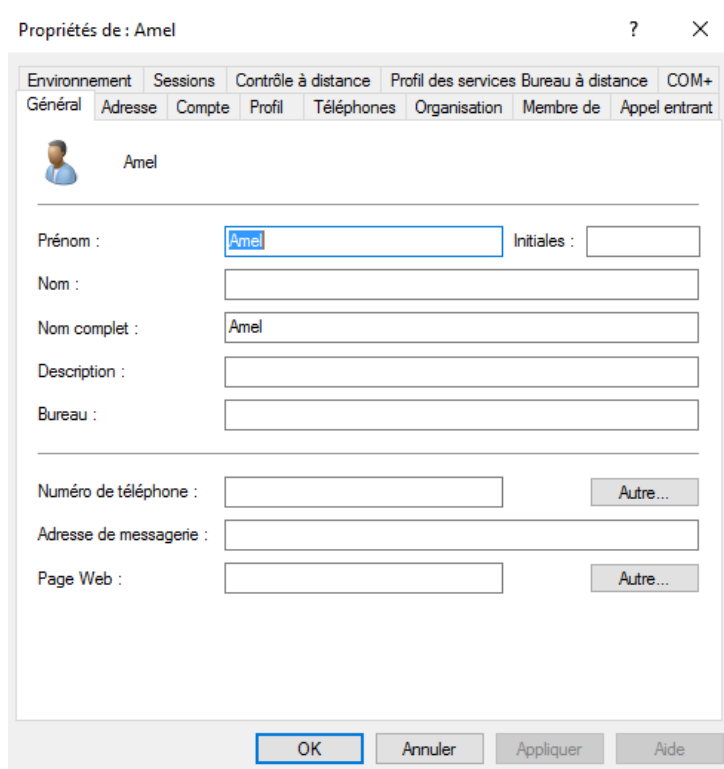 Propriétés de : Amel ? ×
Environnement Sessions Contrôle à distance Profil des services Bureau à distance COM+
Général Adresse Compte Profil Téléphones Organisation Membre de Appel entrant
Amel
Prénom : Amel Initiales :
Nom :
Nom complet : Amel
Description :
Bureau :
Numéro de téléphone : Autre...
Adresse de messagerie :
Page Web : Autre...
OK Annuler Appliquer Aide